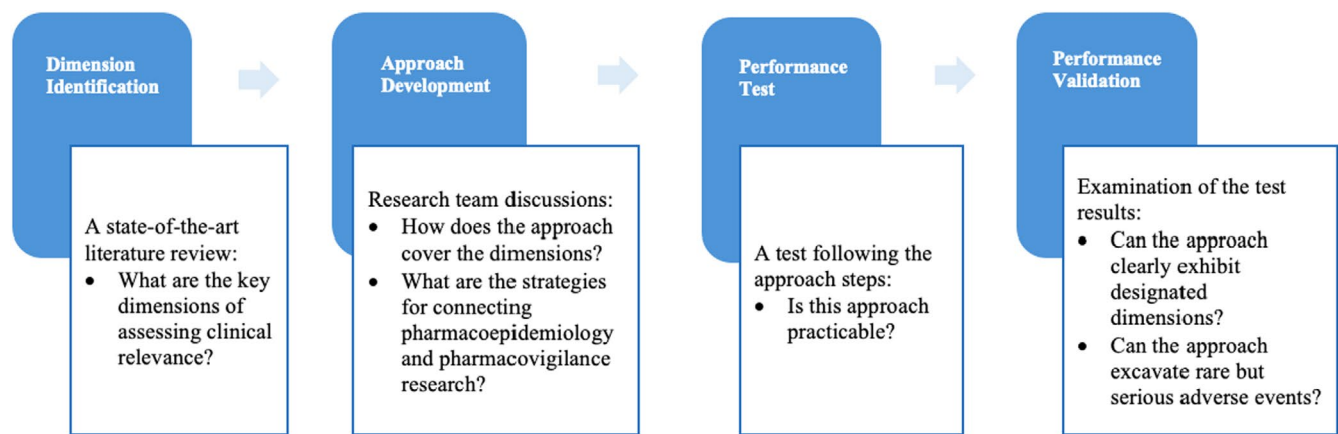 Dimension
Identification
A state-of-the-art
literature review:
• What are the key
dimensions of
assessing clinical
relevance?
Approach
Development
Research team discussions:
• How does the approach
cover the dimensions?
• What are the strategies
for connecting
pharmacoepidemiology
and pharmacovigilance
research?
Performance
Test
A test following the
approach steps:
• Is this approach
practicable?
Performance
Validation
Examination of the test
results:
• Can the approach
clearly exhibit
designated
dimensions?
• Can the approach
excavate rare but
serious adverse events?